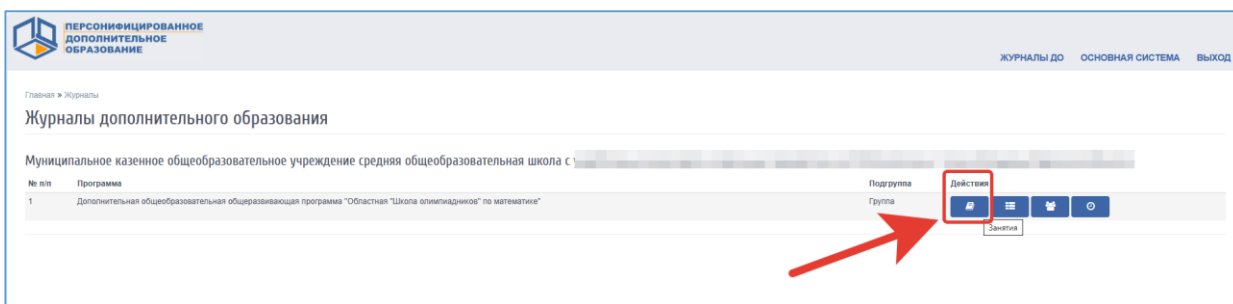 ПЕРСОНИФИЦИРОВАННОЕ
ДОПОЛНИТЕЛЬНОЕ
ОБРАЗОВАНИЕ
ЖУРНАЛЫ ДО ОСНОВНАЯ СИСТЕМА ВЫХОД
Главная » Журналы
Журналы дополнительного образования
Муниципальное казенное общеобразовательное учреждение средняя общеобразовательная школа с
№ п/п Программа Подгруппа Действия
1 Дополнительная общеобразовательная общеразвивающая программа "Областная "Школа олимпиадников" по математике" Группа
Занятия